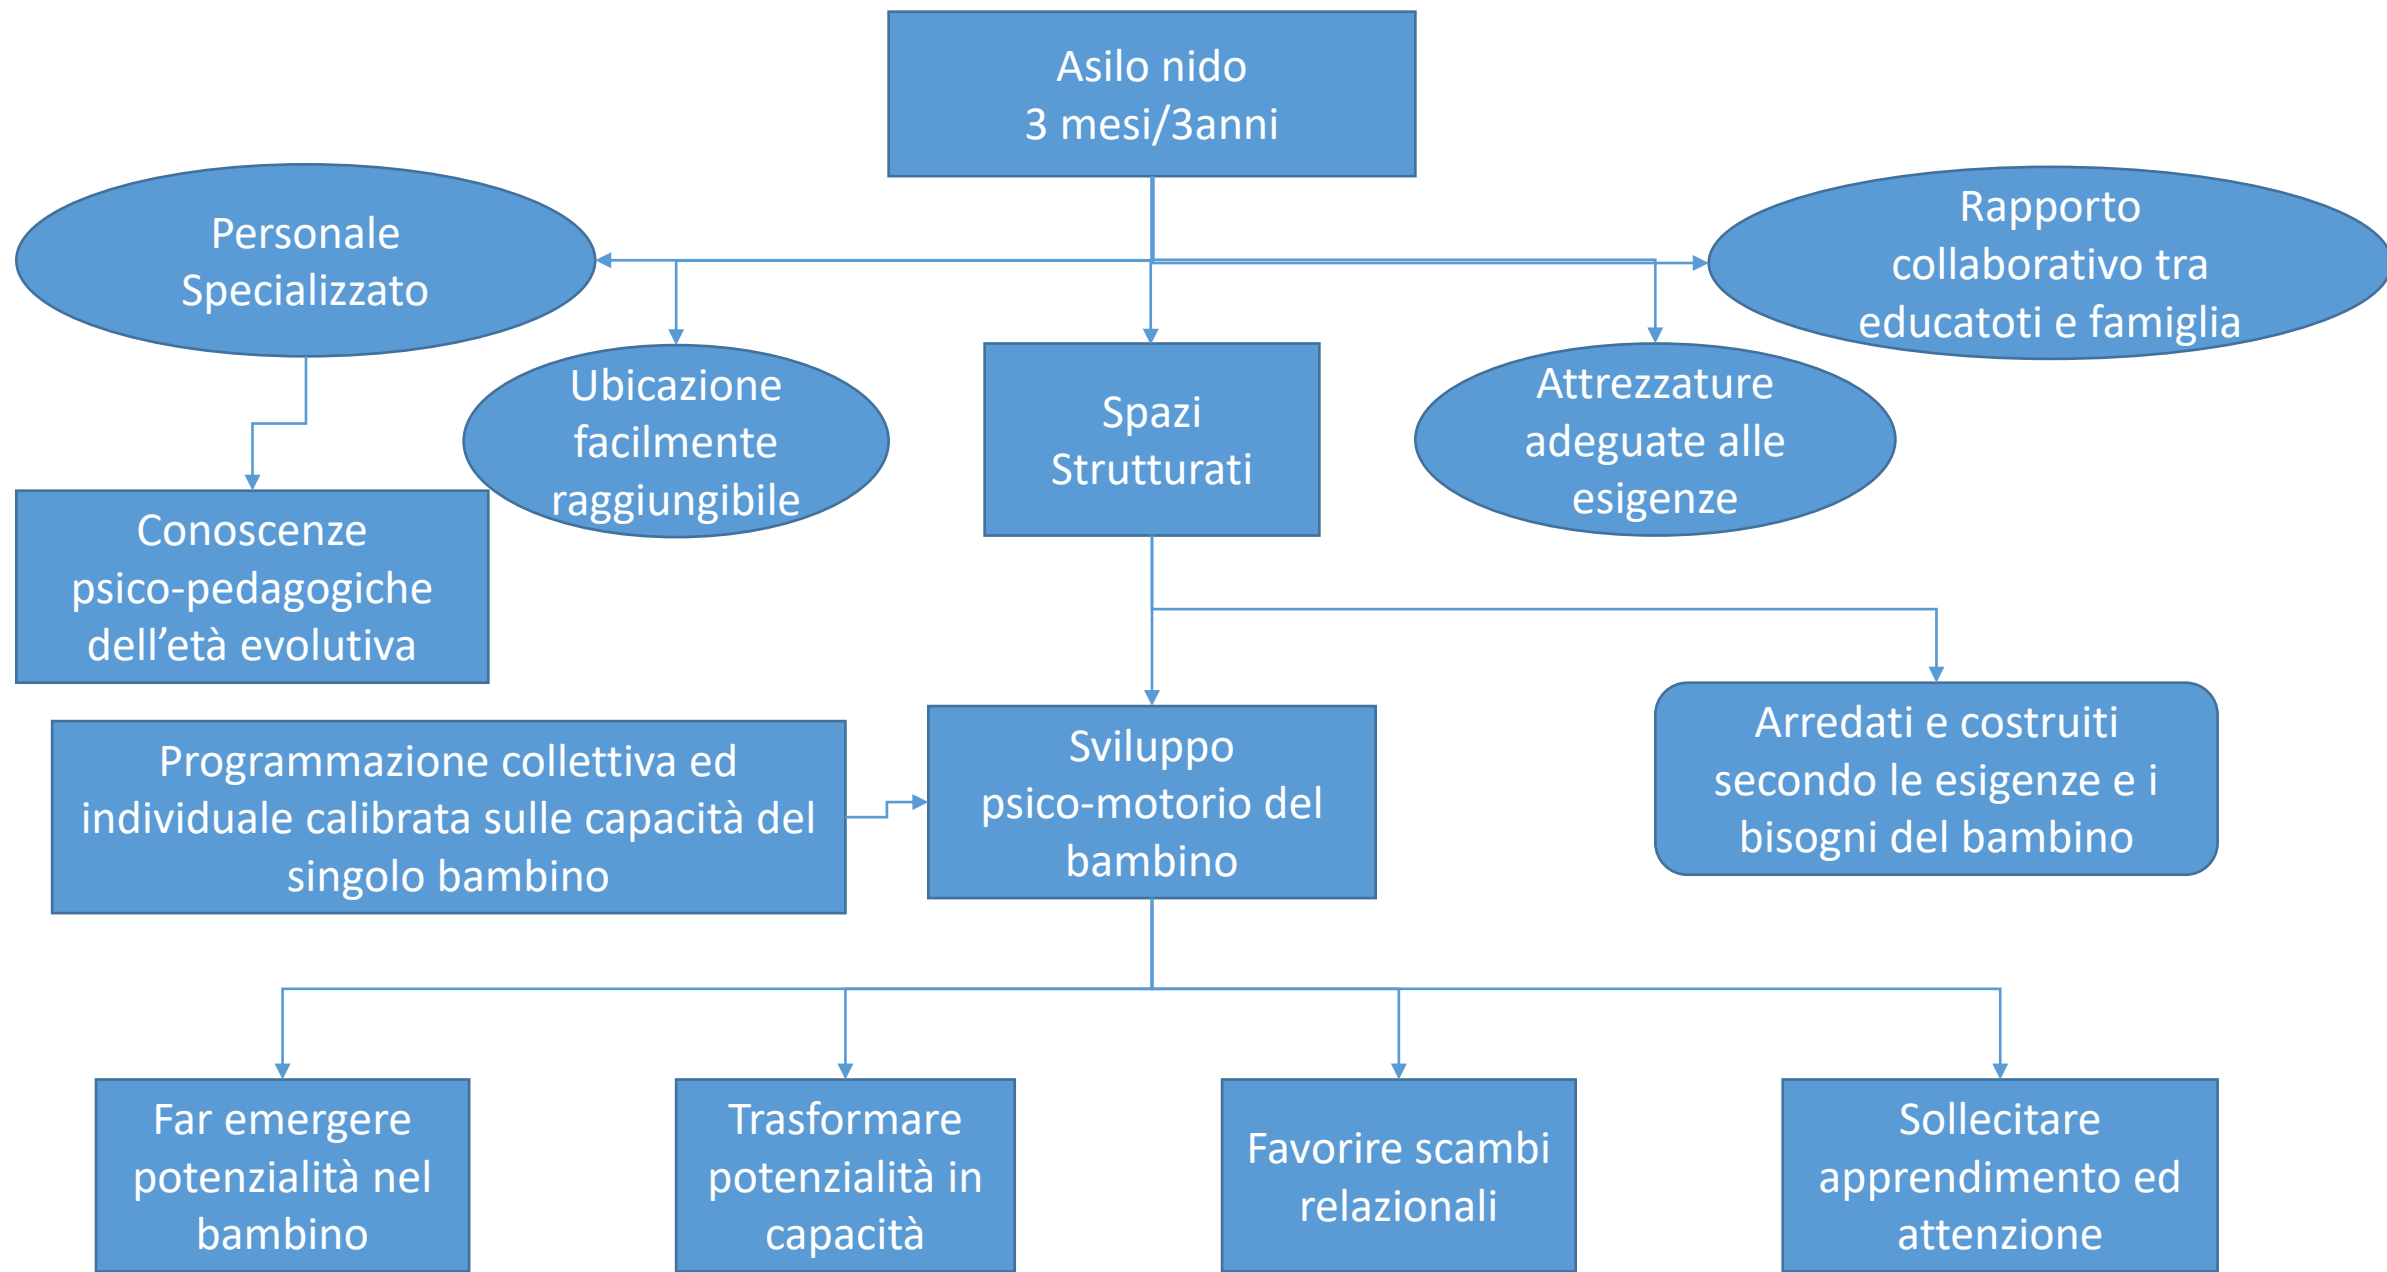 Asilo nido
3 mesi/3anni
Personale
Specializzato
Rapporto
collaborativo tra
educatoti e famiglia
Ubicazione
facilmente
raggiungibile
Spazi
Strutturati
Attrezzature
adeguate alle
esigenze
Conoscenze
psico-pedagogiche
dell’età evolutiva
Programmazione collettiva ed
individuale calibrata sulle capacità del
singolo bambino
Sviluppo
psico-motorio del
bambino
Arredati e costruiti
secondo le esigenze e i
bisogni del bambino
Far emergere
potenzialità nel
bambino
Trasformare
potenzialità in
capacità
Favorire scambi
relazionali
Sollecitare
apprendimento ed
attenzione